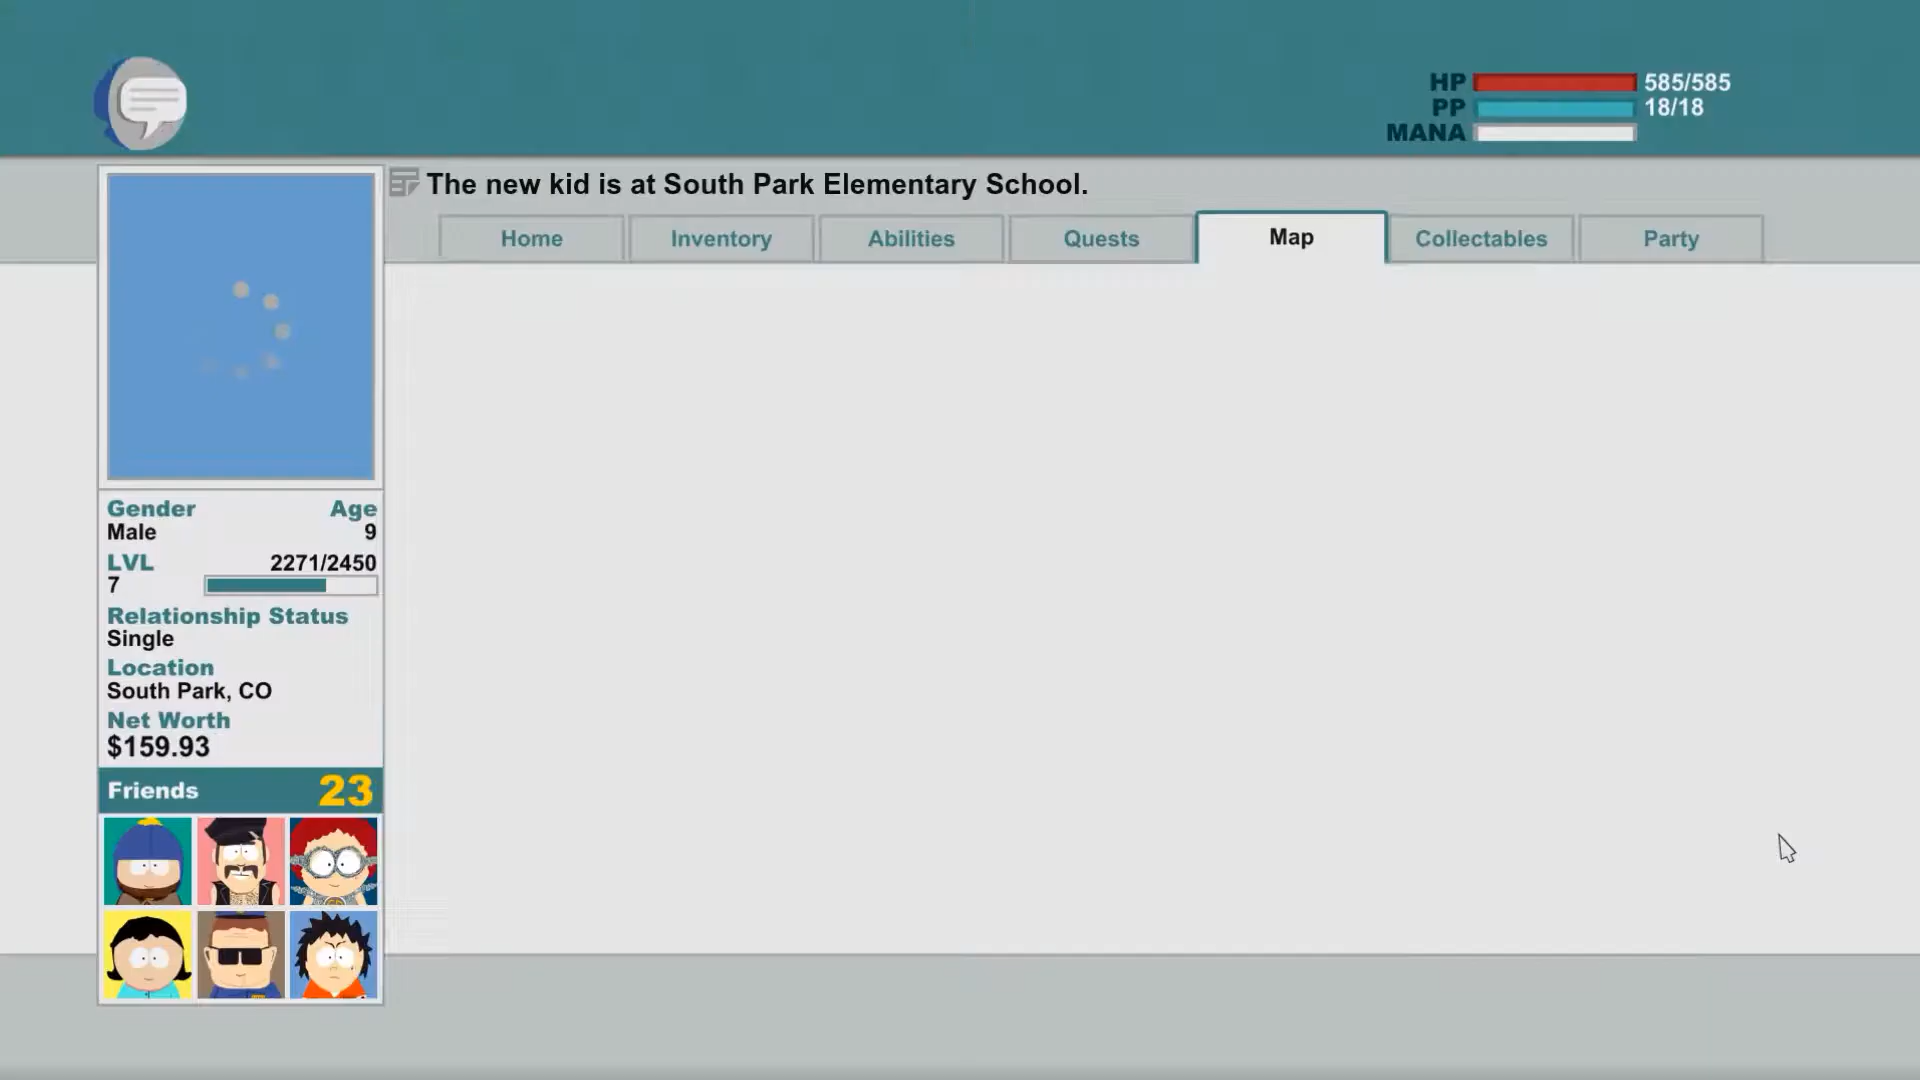 HP 585/585
PP 18/18
MANA
The new kid is at South Park Elementary School.
Home Inventory Abilities Quests Map Collectables Party
Gender Age
Male 9
LVL 2271/2450
7
Relationship Status
Single
Location
South Park, CO
Net Worth
$159.93
Friends 23